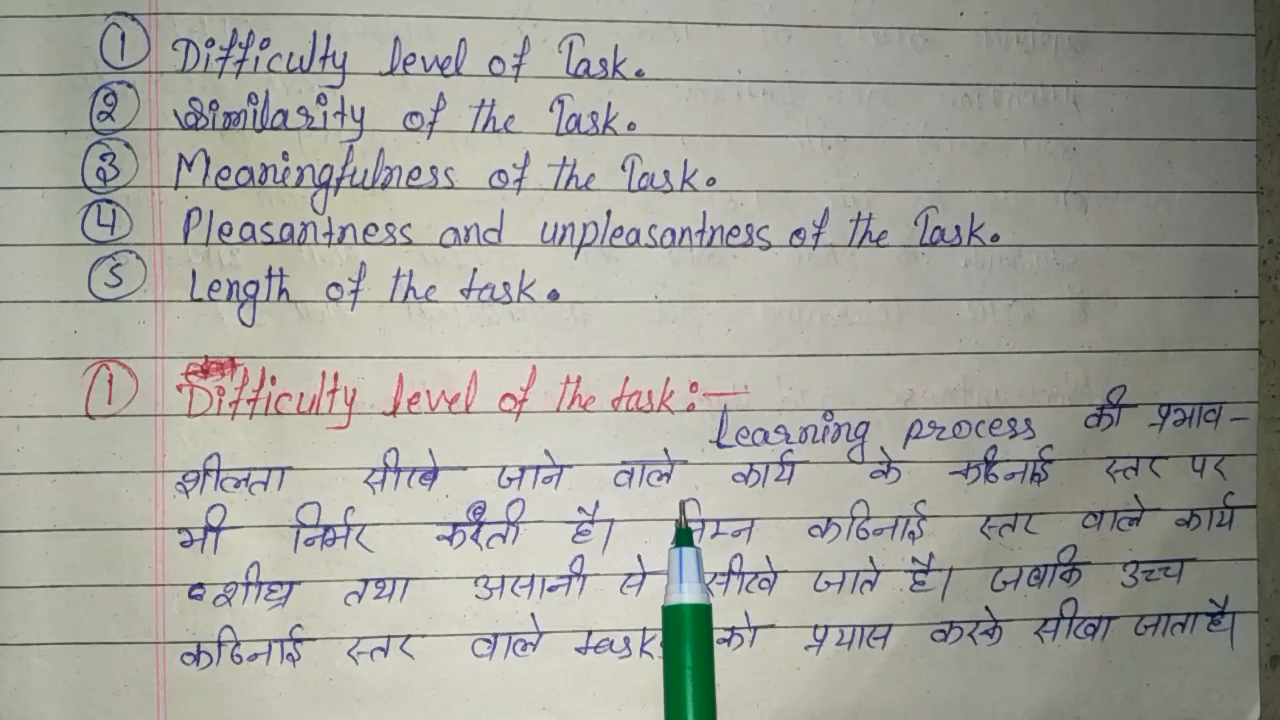 ① Difficulty level of Task.
② Similarity of the Task.
③ Meaningfulness of the Task.
④ Pleasantness and unpleasantness of the Task.
⑤ Length of the task.
① Difficulty level of the task:—
Learning process की प्रभाव-
शीलता सीखे जाने वाले कार्य के कठिनाई स्तर पर
भी निर्भर करती है। निम्न कठिनाई स्तर वाले कार्य
शीघ्र तथा असानी से सीखे जाते है। जबकि उच्च
कठिनाई स्तर वाले task को प्रयास करके सीखा जाता है।